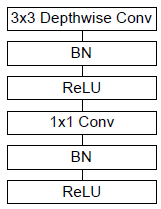 3x3 Depthwise Conv
BN
ReLU
1x1 Conv
BN
ReLU